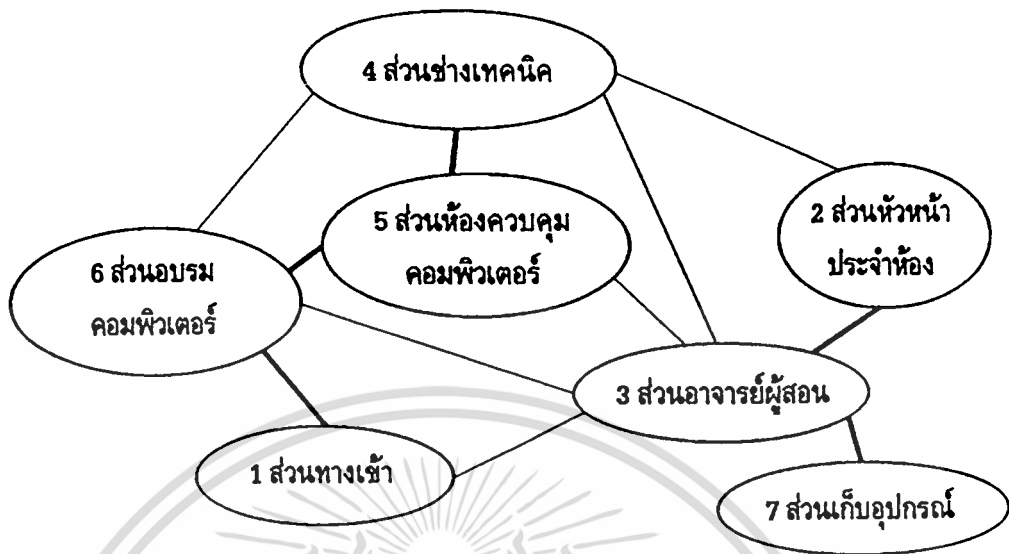 4 ส่วนช่างเทคนิค
5 ส่วนห้องควบคุม
คอมพิวเตอร์
2 ส่วนหัวหน้า
ประจำห้อง
6 ส่วนอบรม
คอมพิวเตอร์
3 ส่วนอาจารย์ผู้สอน
1 ส่วนทางเข้า
7 ส่วนเก็บอุปกรณ์